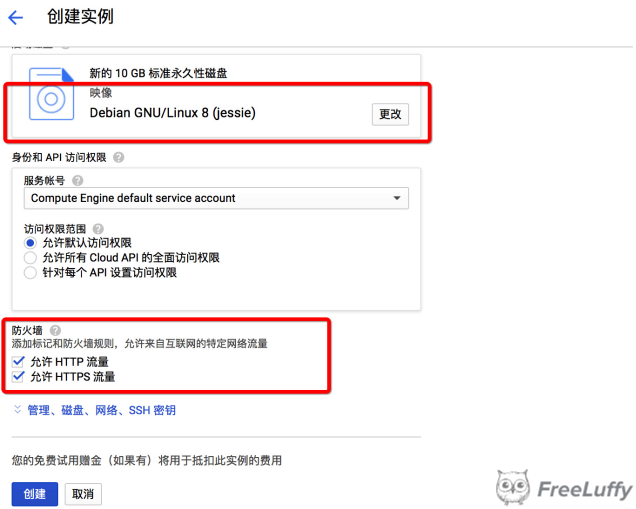 创建实例
新的 10 GB 标准永久性磁盘
映像
Debian GNU/Linux 8 (jessie)
更改
身份和 API 访问权限
服务帐号
Compute Engine default service account
访问权限范围
允许默认访问权限
允许所有 Cloud API 的全面访问权限
针对每个 API 设置访问权限
防火墙
添加标记和防火墙规则，允许来自互联网的特定网络流量
允许 HTTP 流量
允许 HTTPS 流量
管理、磁盘、网络、SSH 密钥
您的免费试用赠金（如果有）将用于抵扣此实例的费用
创建 取消
FreeLuffy